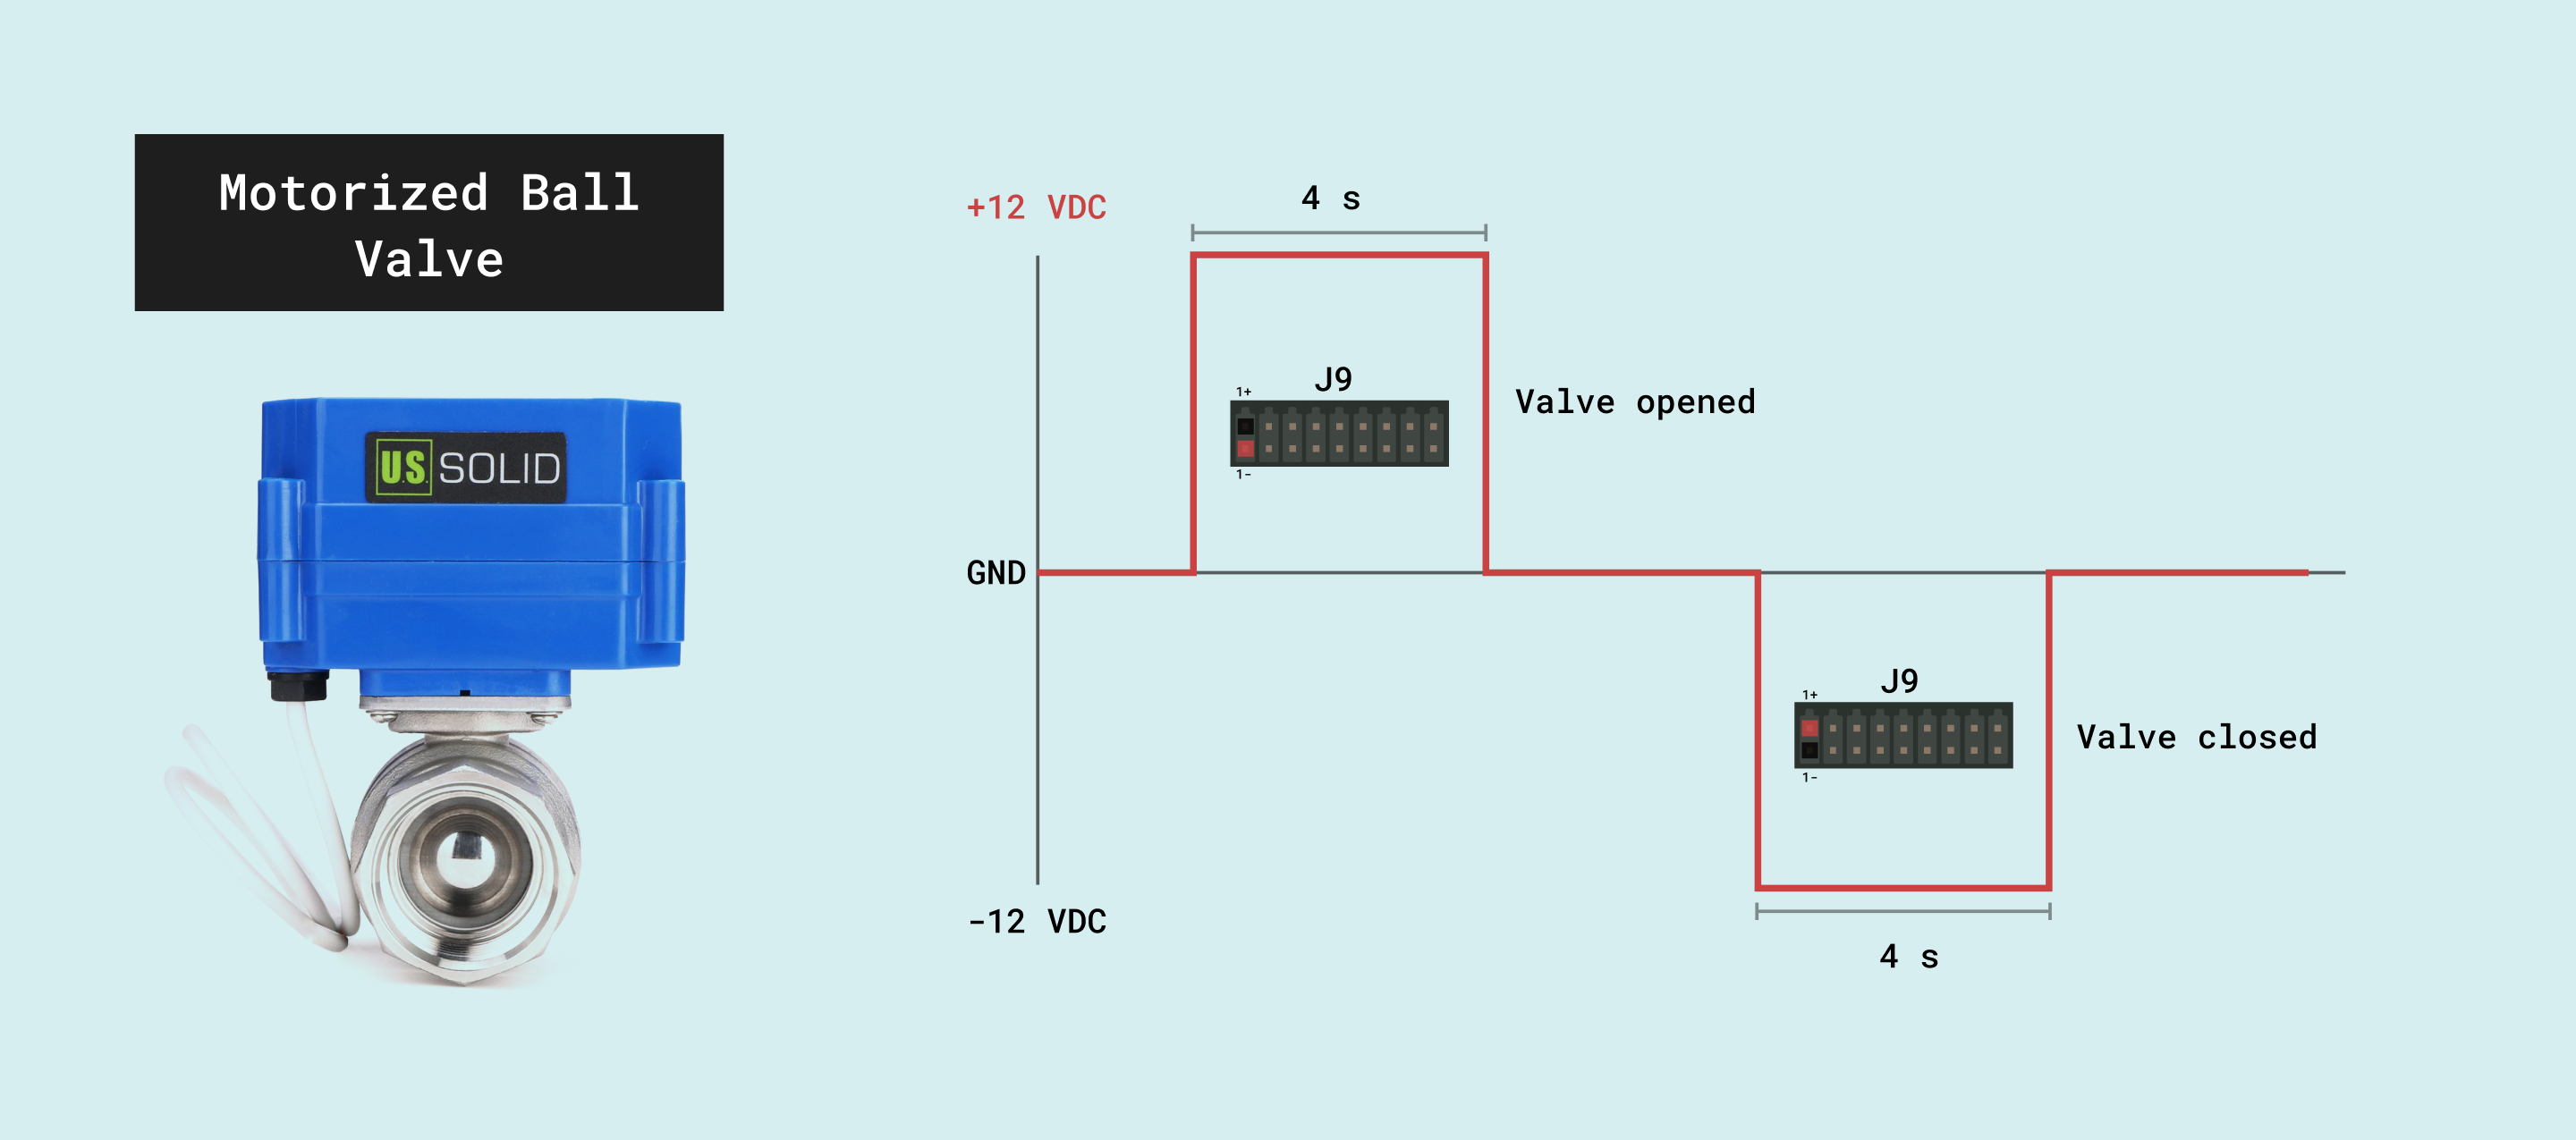 Motorized Ball
Valve
U.S. SOLID
+12 VDC
4 s
J9
1+
1-
Valve opened
GND
J9
1+
1-
Valve closed
-12 VDC
4 s